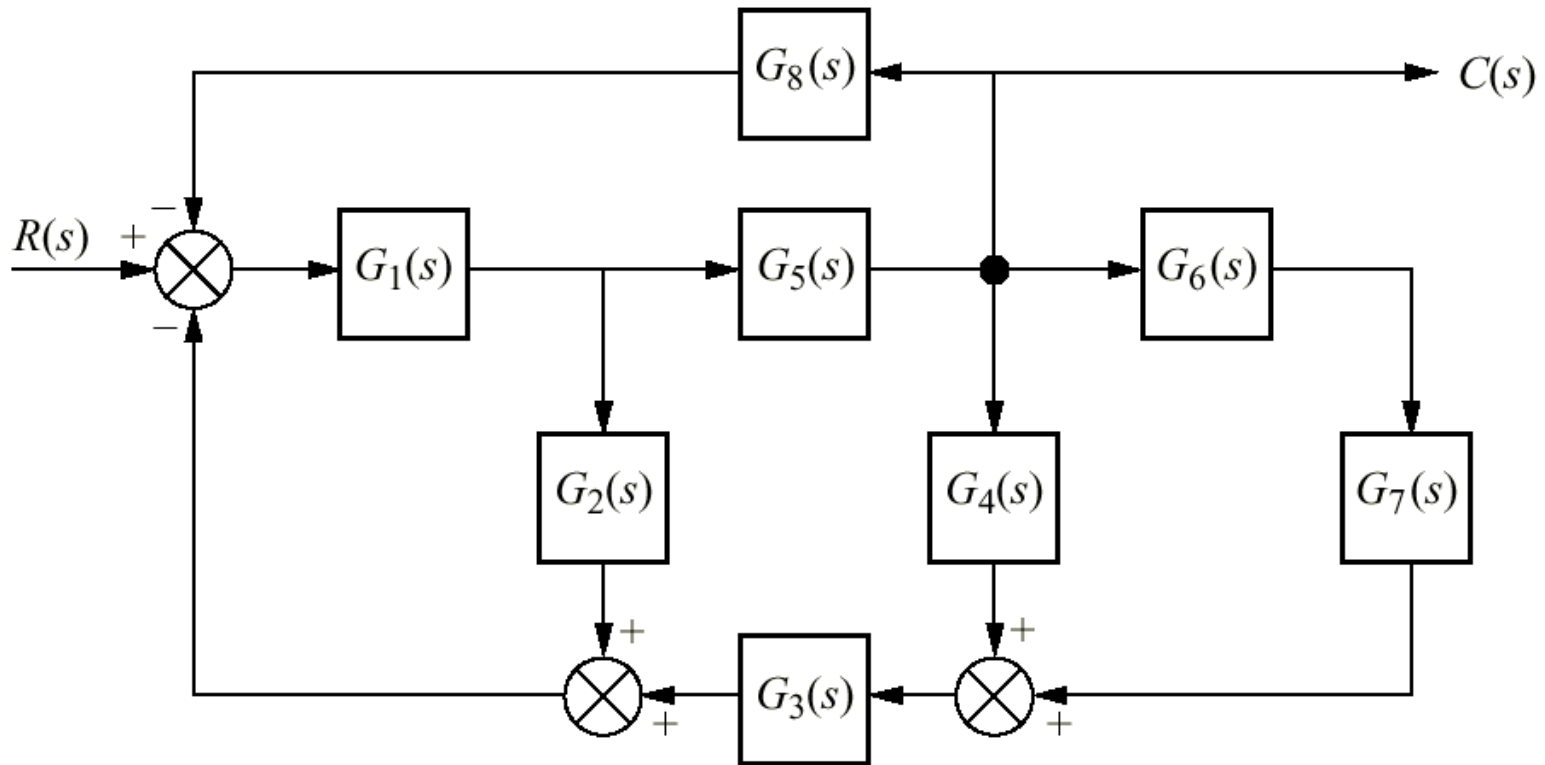 G₈(s)
C(s)
−
R(s)
+
G₁(s)
G₅(s)
G₆(s)
−
G₂(s)
G₄(s)
G₇(s)
+
+
G₃(s)
+
+